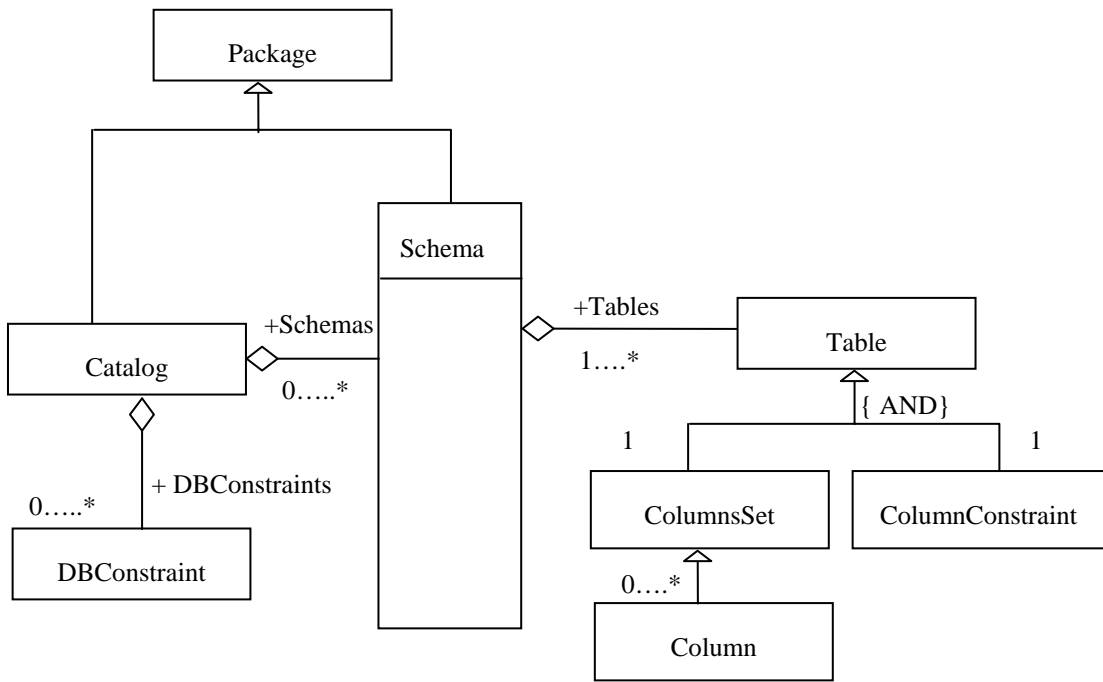 Package
Schema
+Schemas
+Tables
Catalog
Table
0.....*
1....*
{ AND}
1
1
+ DBConstraints
0.....*
ColumnsSet
ColumnConstraint
DBConstraint
0....*
Column